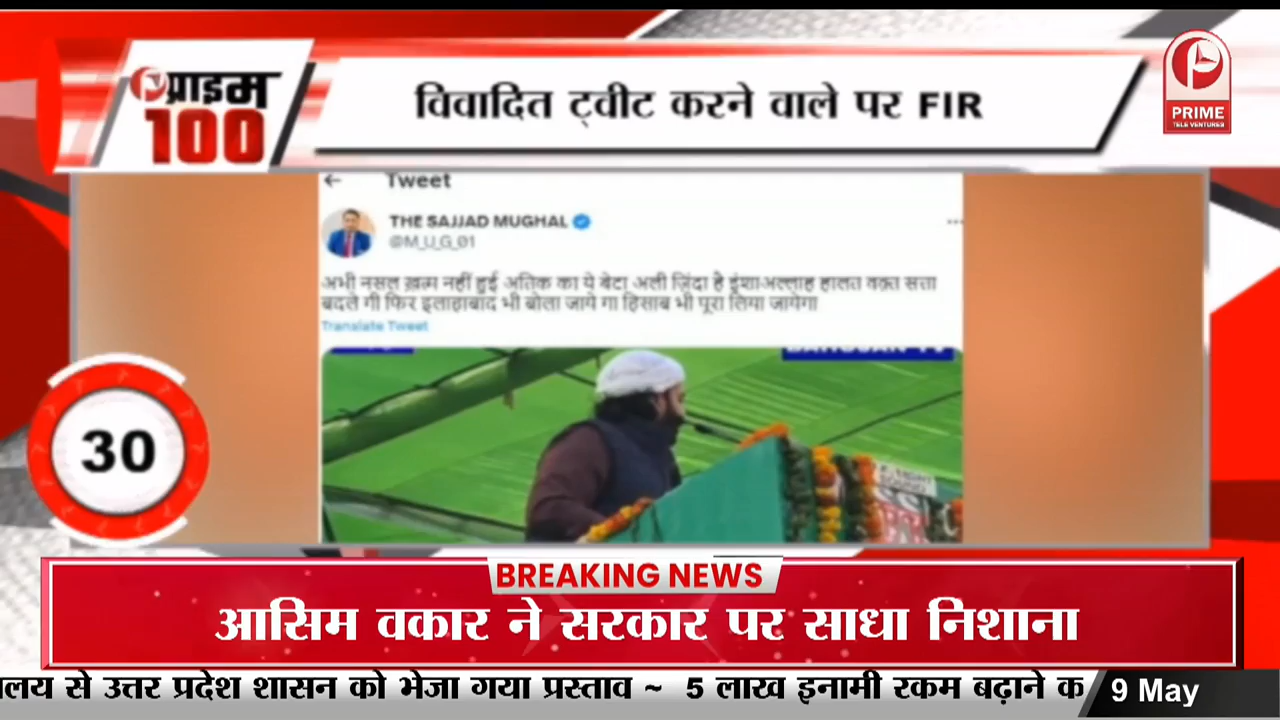 प्राइम
100
विवादित ट्वीट करने वाले पर FIR
PRIME
TELE VENTURES
Tweet
THE SAJJAD MUGHAL
@M_U_G_01
अभी नसल ख़त्म नहीं हुई अतिक का ये बेटा अली ज़िंदा है इंशाअल्लाह हालत वक़्त सत्ता
बदले गी फिर इलाहाबाद भी बोला जाये गा हिसाब भी पूरा लिया जायेगा
Translate Tweet
30
BREAKING NEWS
आसिम वकार ने सरकार पर साधा निशाना
लय से उत्तर प्रदेश शासन को भेजा गया प्रस्ताव ~ 5 लाख इनामी रकम बढ़ाने क
9 May